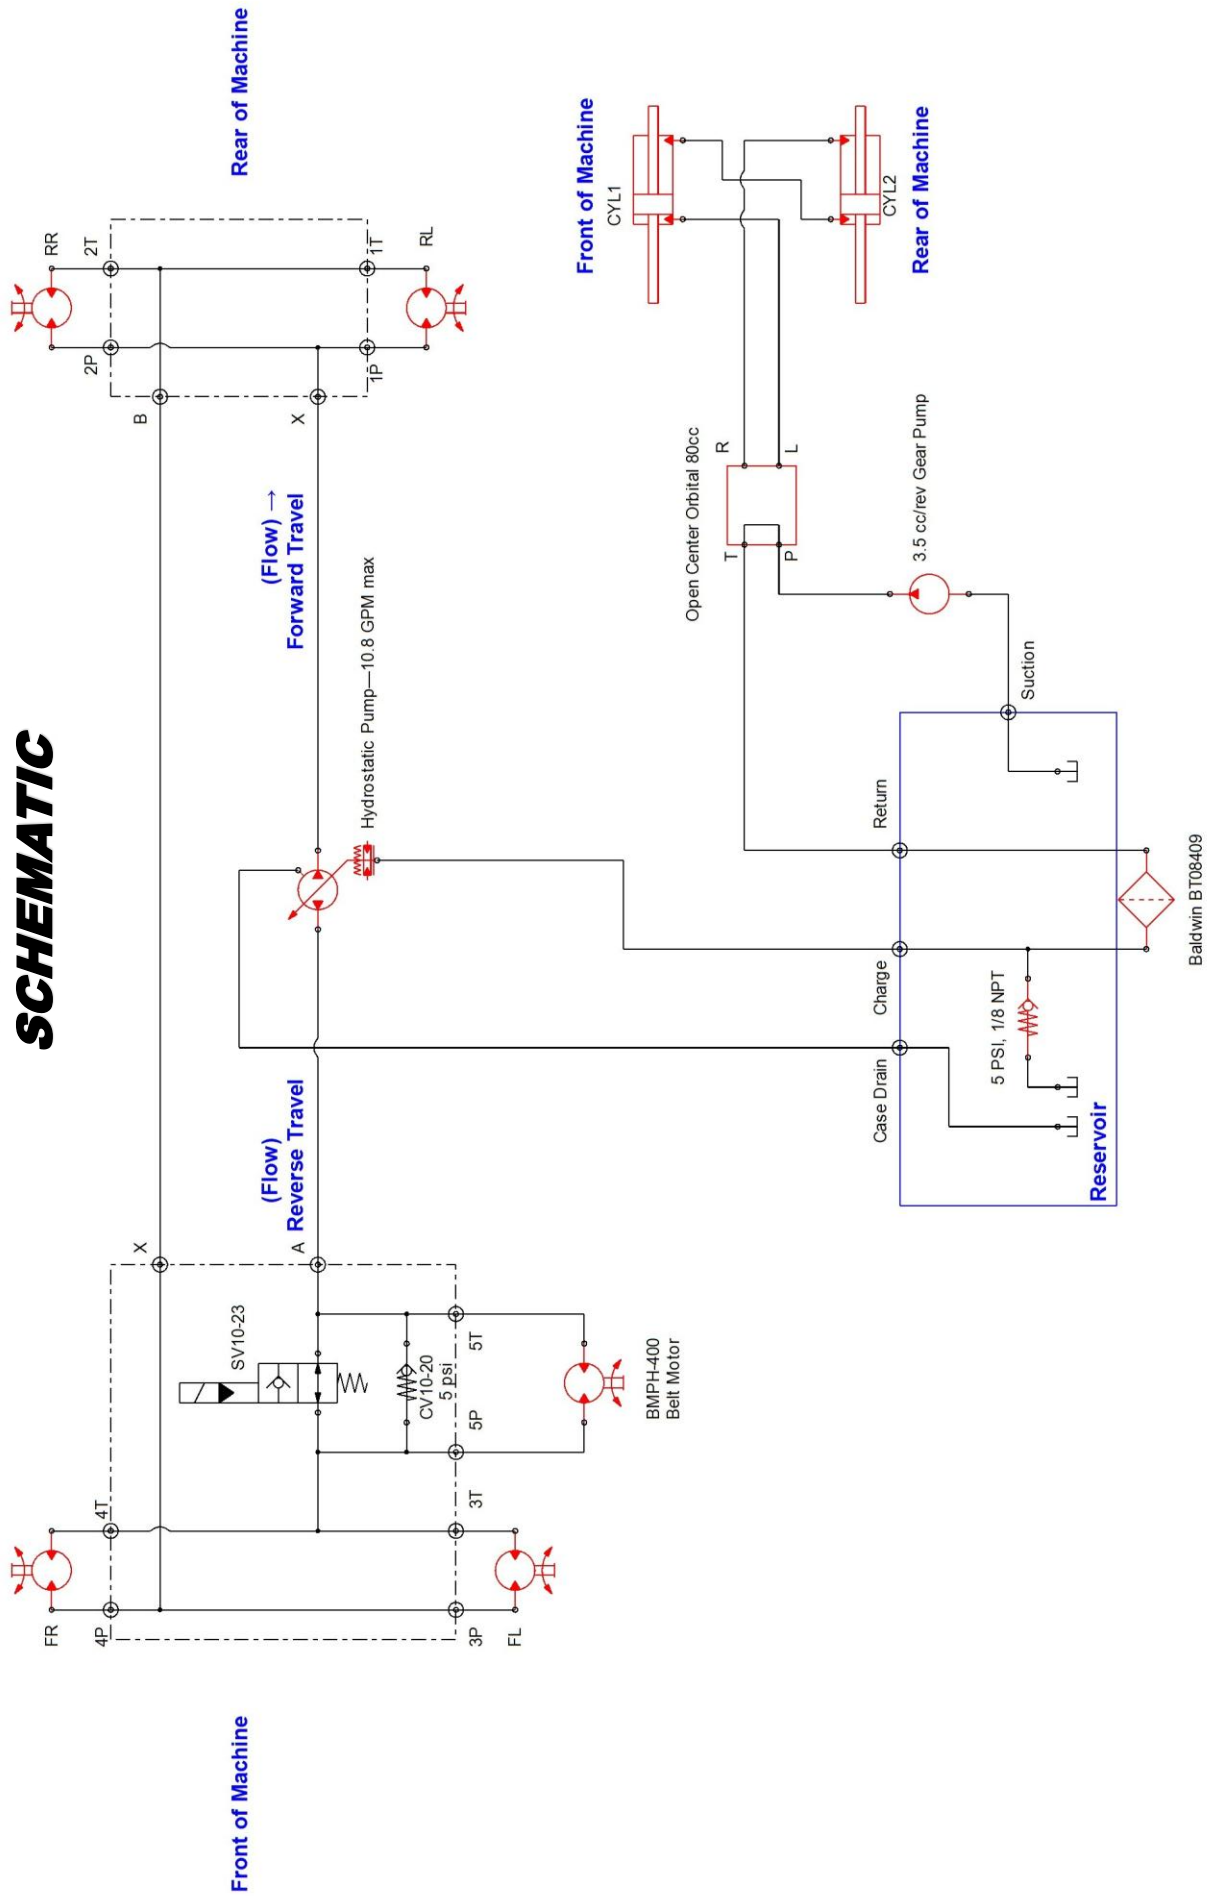 SCHEMATIC
Front of Machine
Rear of Machine
FR
4P
4T
X
SV10-23
A
(Flow)
Reverse Travel
(Flow) →
Forward Travel
B
X
2P
2T
RR
1P
1T
RL
CV10-20
5 psi
3P
3T
5P
5T
FL
BMPH-400
Belt Motor
Hydrostatic Pump—10.8 GPM max
Front of Machine
CYL1
CYL2
Rear of Machine
Open Center Orbital 80cc
T
R
P
L
3.5 cc/rev Gear Pump
Case Drain
Charge
Return
Suction
5 PSI, 1/8 NPT
Reservoir
Baldwin BT08409